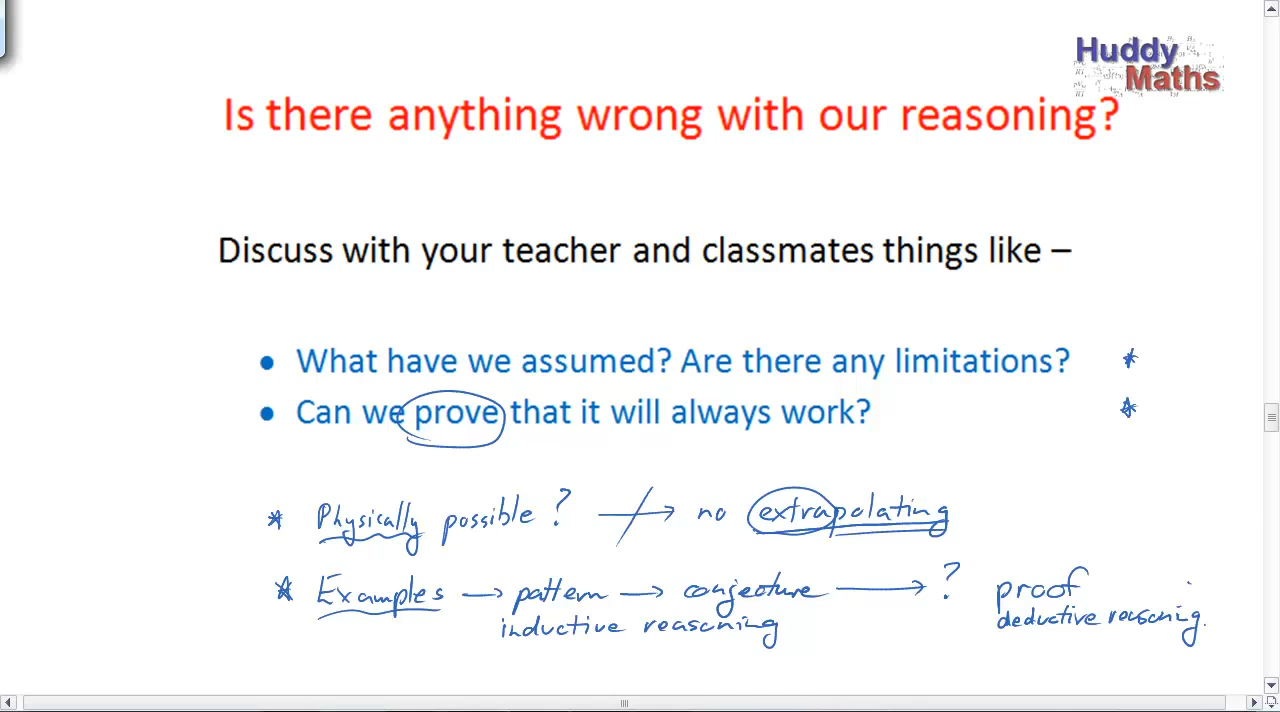 Huddy
Maths
Is there anything wrong with our reasoning?
Discuss with your teacher and classmates things like –
• What have we assumed? Are there any limitations? *
• Can we prove that it will always work? *
* Physically possible? → no extrapolating
* Examples → pattern → conjecture → ? proof
inductive reasoning deductive reasoning.